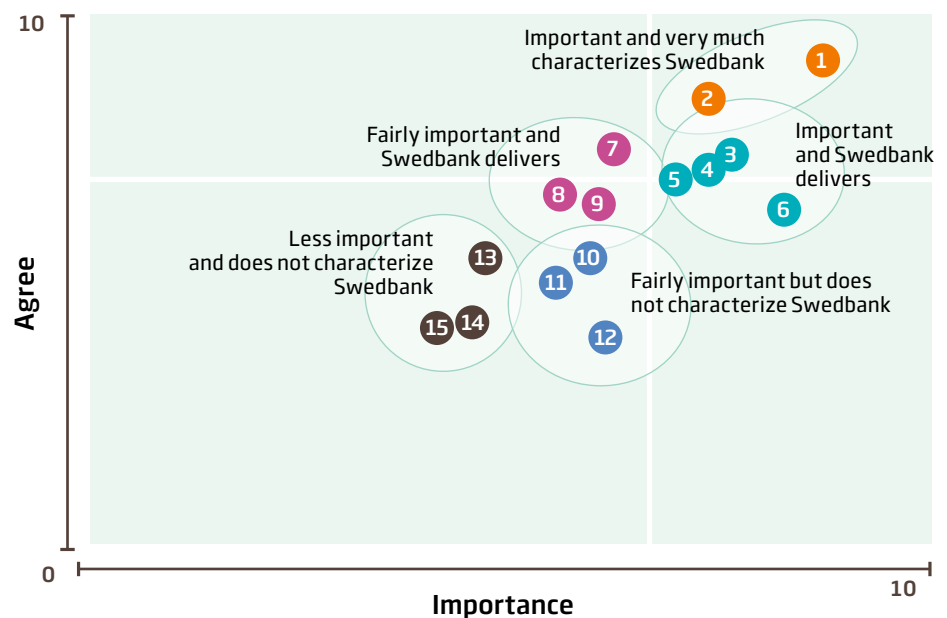 10
Important and very much
characterizes Swedbank
1
2
Fairly important and
Swedbank delivers
7
8
9
Important
and Swedbank
delivers
3
4
5
6
Less important
and does not characterize
Swedbank
13
14
15
10
11
12
Fairly important but does
not characterize Swedbank
Agree
0
10
Importance